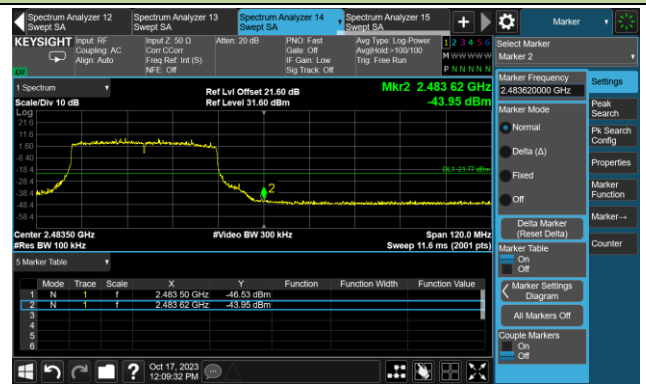 Spectrum Analyzer 12
Swept SA
Spectrum Analyzer 13
Swept SA
Spectrum Analyzer 14
Swept SA
Spectrum Analyzer 15
Swept SA
+
Marker
KEYSIGHT
Input: RF
Coupling: AC
Align: Auto
Input Z: 50 Ω
Corr CCorr
Freq Ref: Int (S)
NFE: Off
Atten: 20 dB
PNO: Fast
Gate: Off
IF Gain: Low
Sig Track: Off
Avg Type: Log-Power
Avg|Hold:>100/100
Trig: Free Run
1 2 3 4 5 6
M W W W W W
P N N N N N
Select Marker
Marker 2
LW
1 Spectrum
Scale/Div 10 dB
Ref Lvl Offset 21.60 dB
Ref Level 31.60 dBm
Mkr2 2.483 62 GHz
-43.95 dBm
Log
21.6
11.6
1.60
-8.40
-18.4
-28.4
-38.4
-48.4
-58.4
DL1 -21.77 dBm
2
Center 2.48350 GHz
#Res BW 100 kHz
#Video BW 300 kHz
Span 120.0 MHz
Sweep 11.6 ms (2001 pts)
5 Marker Table
Mode Trace Scale X Y Function Function Width Function Value
1 N 1 f 2.483 50 GHz -46.53 dBm
2 N 1 f 2.483 62 GHz -43.95 dBm
3
4
5
6
Marker Frequency
2.483620000 GHz
Marker Mode
Normal
Delta (Δ)
Fixed
Off
Delta Marker
(Reset Delta)
Marker Table
On
Off
Marker Settings
Diagram
All Markers Off
Couple Markers
On
Off
Settings
Peak
Search
Pk Search
Config
Properties
Marker
Function
Marker→
Counter
?
Oct 17, 2023
12:09:32 PM